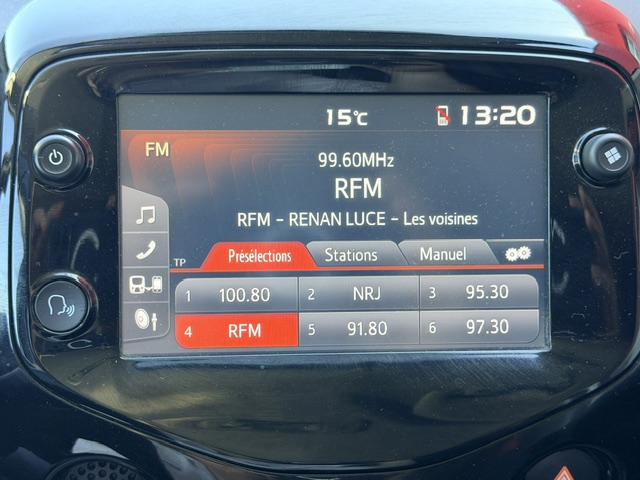 15°C 13:20
FM
99.60MHz
RFM
RFM - RENAN LUCE - Les voisines
TP Présélections Stations Manuel
1 100.80 2 NRJ 3 95.30
4 RFM 5 91.80 6 97.30